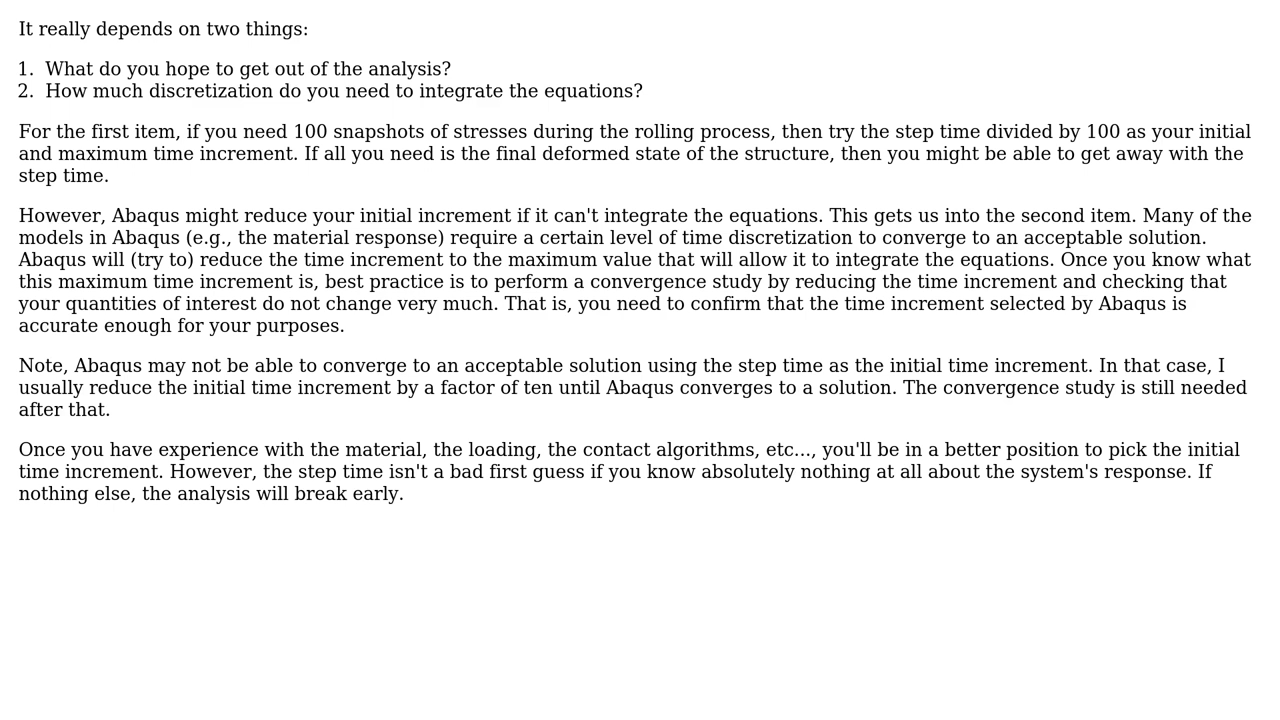 It really depends on two things:
1. What do you hope to get out of the analysis?
2. How much discretization do you need to integrate the equations?
For the first item, if you need 100 snapshots of stresses during the rolling process, then try the step time divided by 100 as your initial
and maximum time increment. If all you need is the final deformed state of the structure, then you might be able to get away with the
step time.
However, Abaqus might reduce your initial increment if it can't integrate the equations. This gets us into the second item. Many of the
models in Abaqus (e.g., the material response) require a certain level of time discretization to converge to an acceptable solution.
Abaqus will (try to) reduce the time increment to the maximum value that will allow it to integrate the equations. Once you know what
this maximum time increment is, best practice is to perform a convergence study by reducing the time increment and checking that
your quantities of interest do not change very much. That is, you need to confirm that the time increment selected by Abaqus is
accurate enough for your purposes.
Note, Abaqus may not be able to converge to an acceptable solution using the step time as the initial time increment. In that case, I
usually reduce the initial time increment by a factor of ten until Abaqus converges to a solution. The convergence study is still needed
after that.
Once you have experience with the material, the loading, the contact algorithms, etc..., you'll be in a better position to pick the initial
time increment. However, the step time isn't a bad first guess if you know absolutely nothing at all about the system's response. If
nothing else, the analysis will break early.